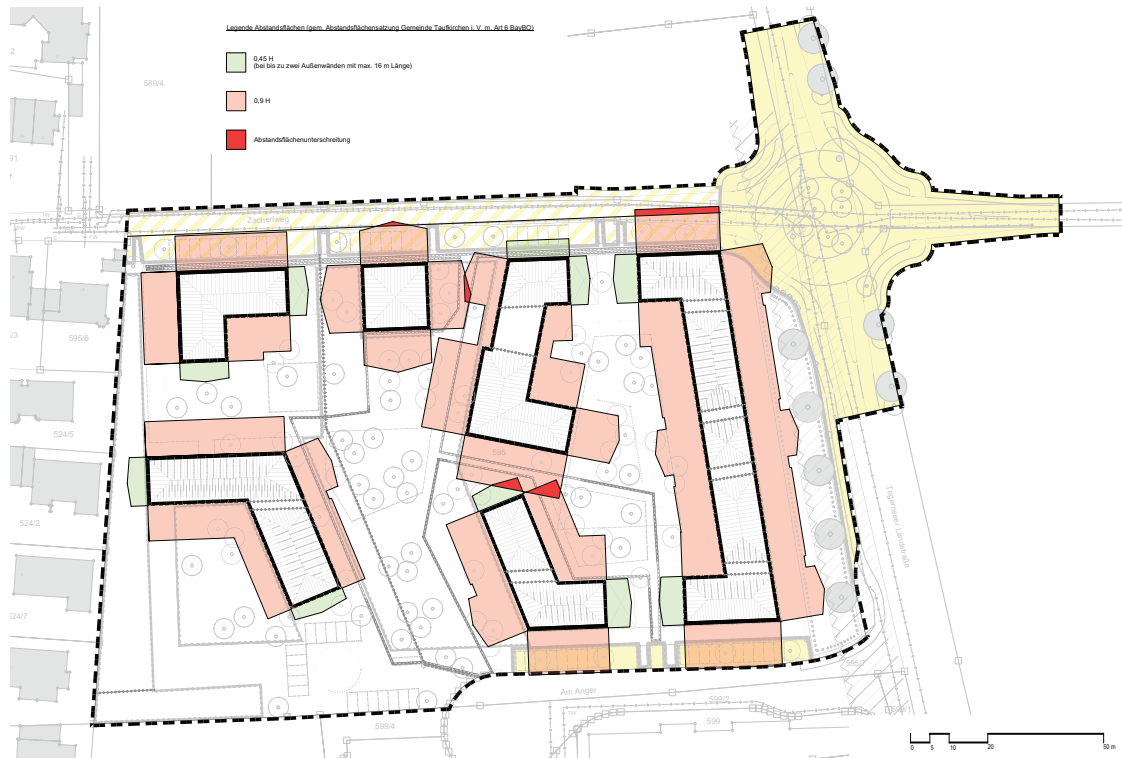 Legende Abstandsflächen (gem. Abstandsflächensatzung Gemeinde Taufkirchen i. V. m. Art 6 BayBO)
0,45 H
(bei bis zu zwei Außenwänden mit max. 16 m Länge)
0,9 H
Abstandsflächenunterschreitung
589/4
Zacherlweg
595/6
524/5
595
524/2
Tegernseer Landstraße
Am Anger
599/2
599/4
599
0 5 10 20 50 m